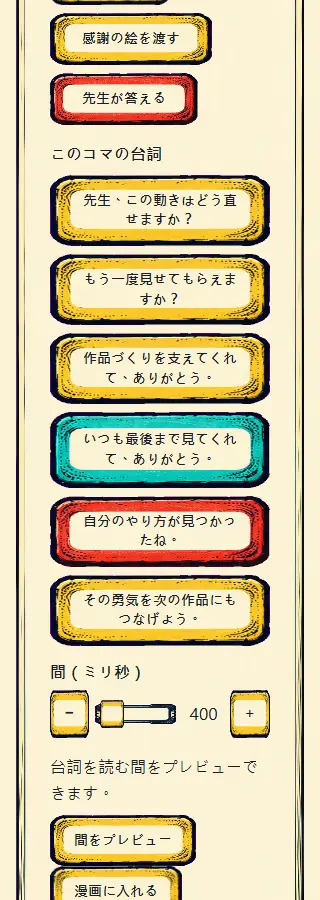 感謝の絵を渡す
先生が答える
このコマの台詞
先生、この動きはどう直
せますか？
もう一度見せてもらえま
すか？
作品づくりを支えてくれ
て、ありがとう。
いつも最後まで見てくれ
て、ありがとう。
自分のやり方が見つかっ
たね。
その勇気を次の作品にも
つなげよう。
間 ( ミリ秒 )
− 400 +
台詞を読む間をプレビューで
きます。
間をプレビュー
漫画に入れる